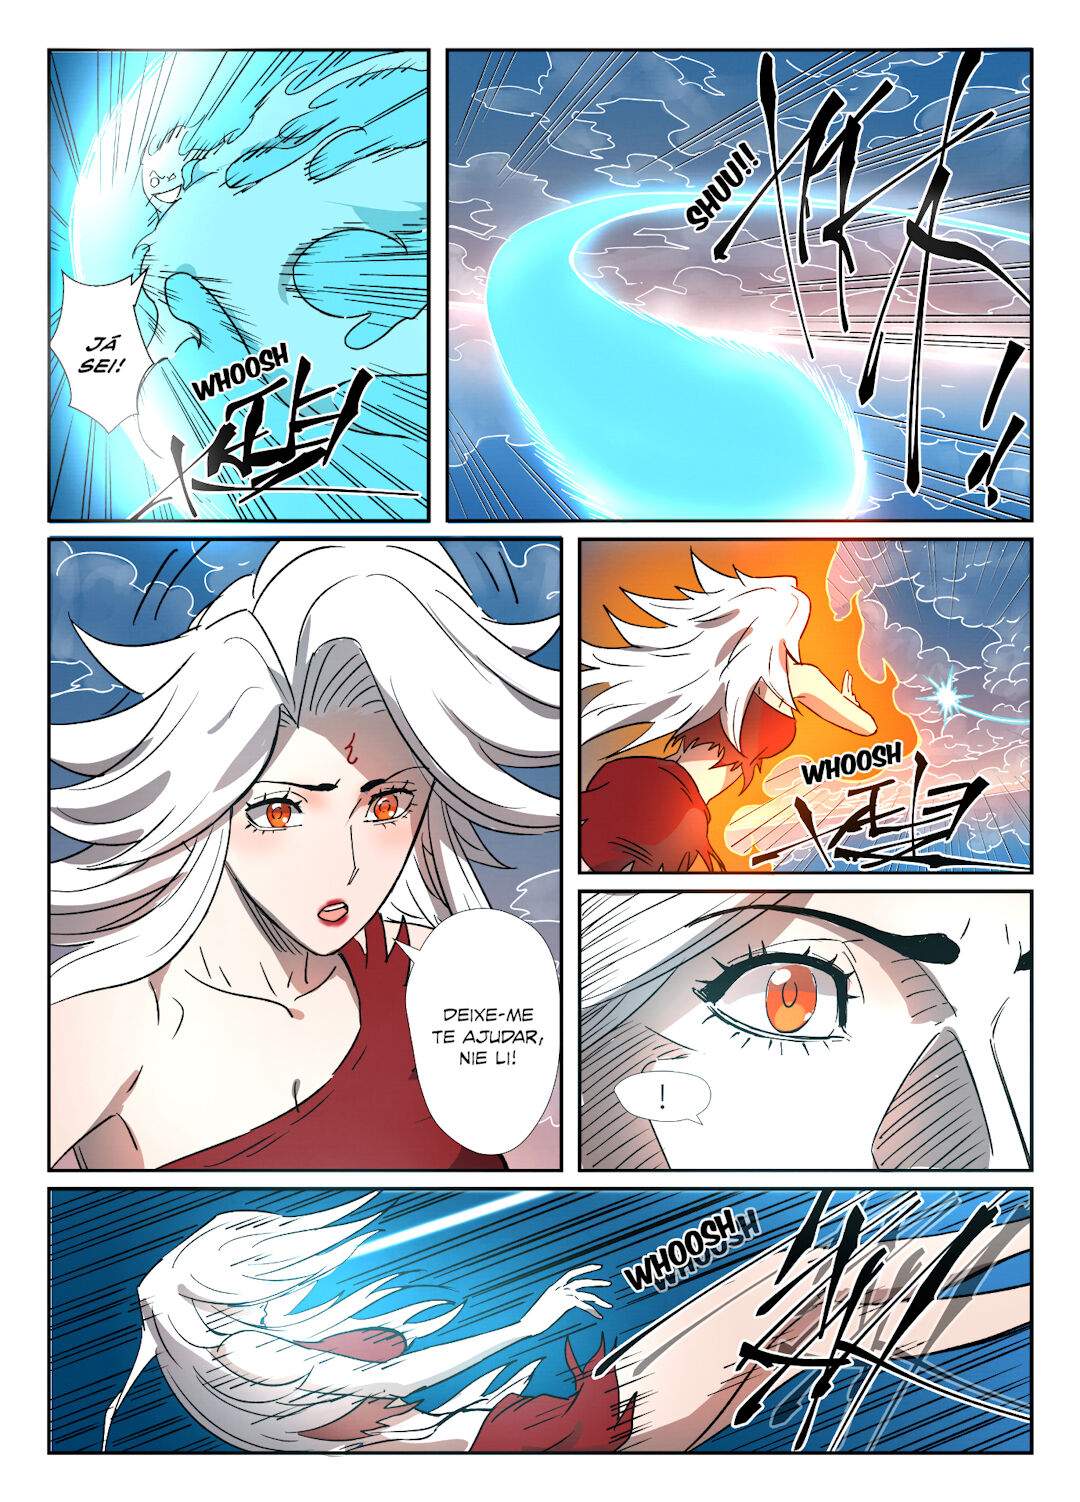 JÁ
SEI!
WHOOSH
SHUU!!
DEIXE-ME
TE AJUDAR,
NIE LI!
WHOOSH
!
WHOOSH